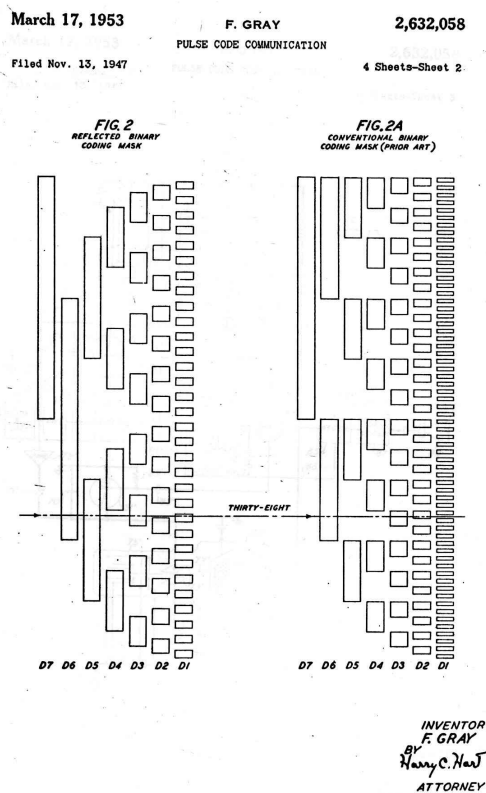 March 17, 1953
F. GRAY
2,632,058
PULSE CODE COMMUNICATION
Filed Nov. 13, 1947
4 Sheets-Sheet 2
FIG. 2
REFLECTED BINARY
CODING MASK
FIG. 2A
CONVENTIONAL BINARY
CODING MASK (PRIOR ART)
THIRTY-EIGHT
D7 D6 D5 D4 D3 D2 D1
D7 D6 D5 D4 D3 D2 D1
INVENTOR
F. GRAY
BY
Harry C. Hart
ATTORNEY